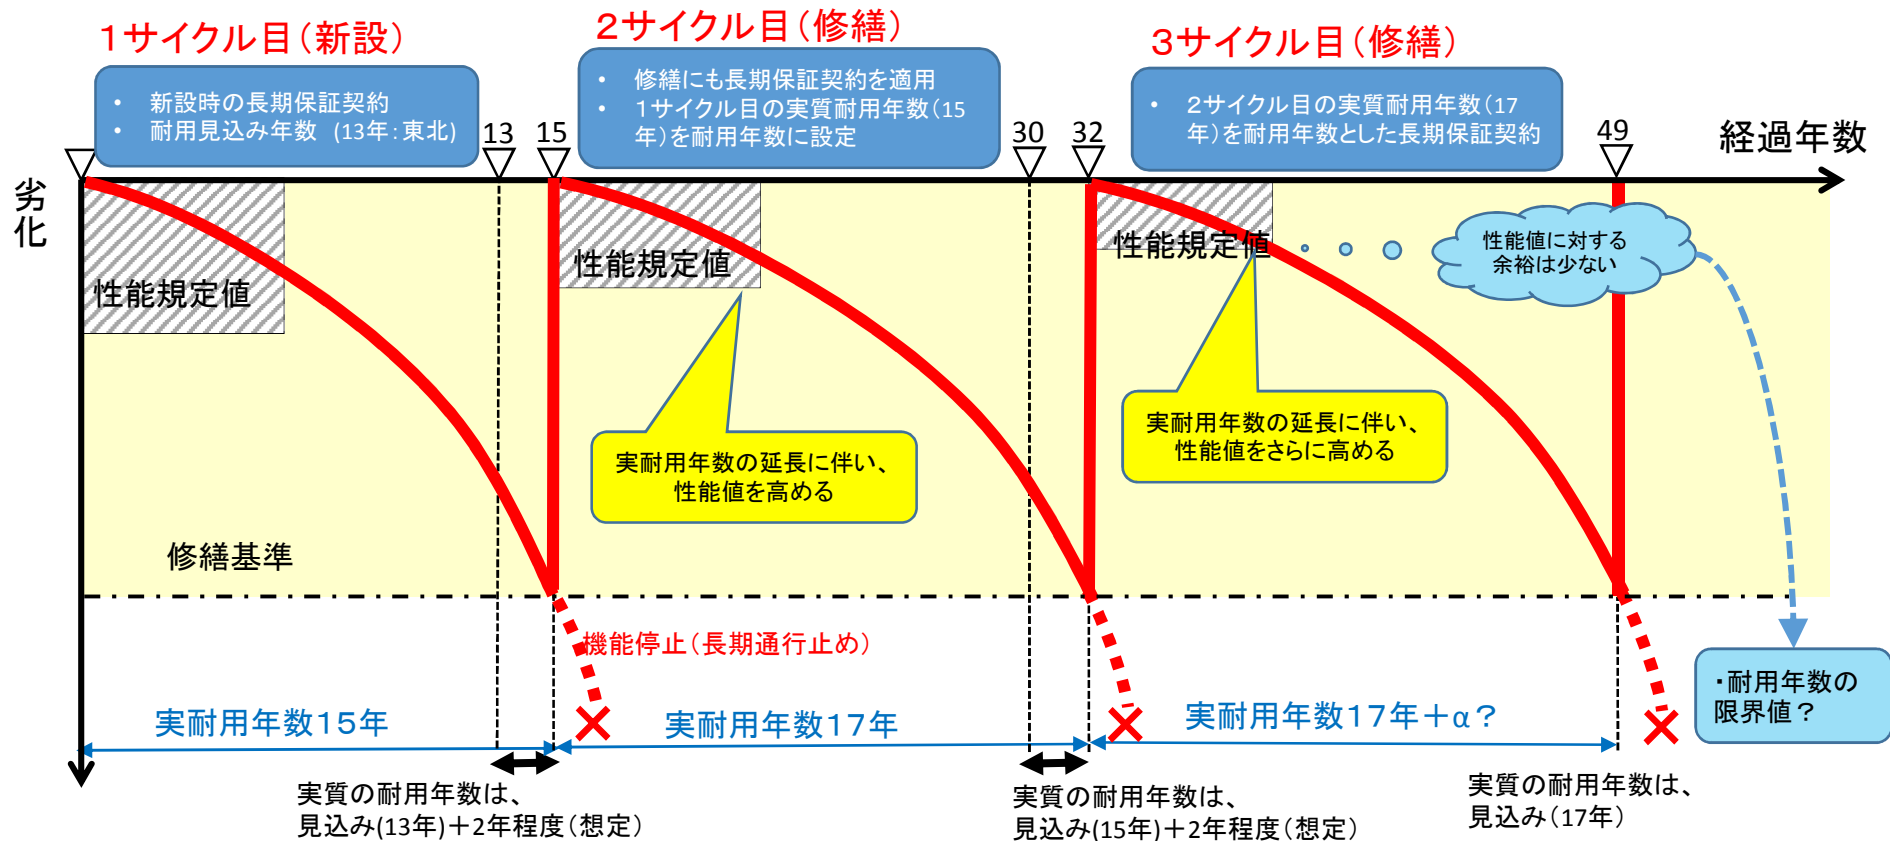 1サイクル目(新設)
2サイクル目(修繕)
3サイクル目(修繕)
・ 新設時の長期保証契約
・ 耐用見込み年数 (13年:東北)
・ 修繕にも長期保証契約を適用
・ 1サイクル目の実質耐用年数(15
年)を耐用年数に設定
・ 2サイクル目の実質耐用年数(17
年)を耐用年数とした長期保証契約
13
15
30
32
49
経過年数
劣化
性能規定値
性能規定値
性能規定値
性能値に対する
余裕は少ない
実耐用年数の延長に伴い、
性能値を高める
実耐用年数の延長に伴い、
性能値をさらに高める
修繕基準
機能停止(長期通行止め)
・耐用年数の
限界値?
実耐用年数15年
実耐用年数17年
実耐用年数17年+α?
実質の耐用年数は、
見込み(13年)+2年程度(想定)
実質の耐用年数は、
見込み(15年)+2年程度(想定)
実質の耐用年数は、
見込み(17年)